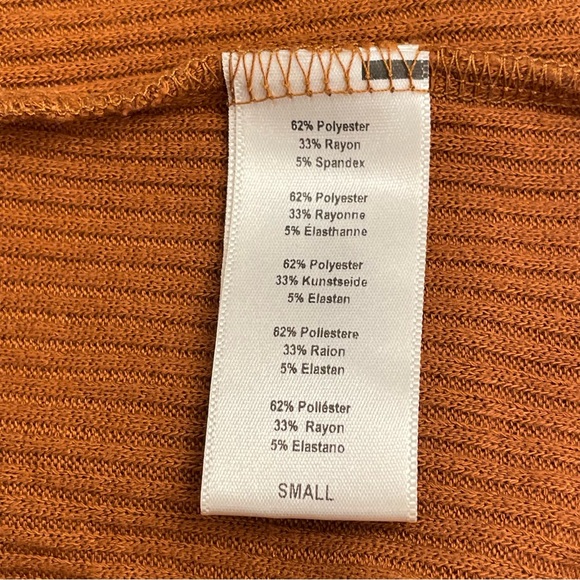 62% Polyester
33% Rayon
5% Spandex
62% Polyester
33% Rayonne
5% Élasthanne
62% Polyester
33% Kunstseide
5% Elastan
62% Poliestere
33% Raion
5% Elastan
62% Poliéster
33% Rayon
5% Elastano
SMALL